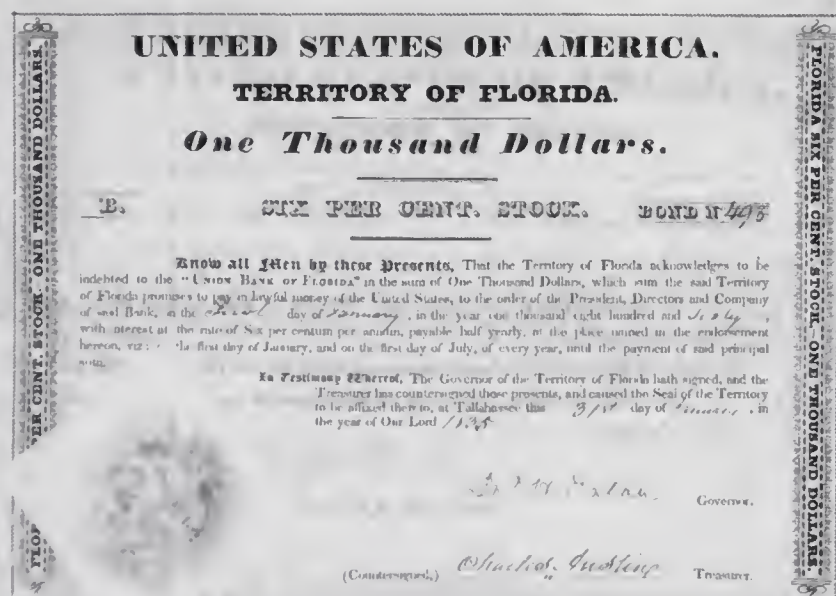 UNITED STATES OF AMERICA.
TERRITORY OF FLORIDA.
One Thousand Dollars.
B. SIX PER CENT. STOCK. BOND N
Know all Men by these Presents, That the Territory of Florida acknowledges to be
indebted to the "UNION BANK OF FLORIDA" in the sum of One Thousand Dollars, which sum the said Territory
of Florida promises to pay in lawful money of the United States, to the order of the President, Directors and Company
of said Bank, on the first day of January, in the year one thousand eight hundred and
with interest at the rate of Six per centum per annum, payable half yearly, at the place named in the endorsement
hereon, viz: the first day of January, and on the first day of July, of every year, until the payment of said principal
sum.
In Testimony Whereof, The Governor of the Territory of Florida hath signed, and the
Treasurer has countersigned these presents, and caused the Seal of the Territory
to be affixed thereto, at Tallahassee this 31st day of , in
the year of Our Lord
Governor.
(Countersigned,) Charles Treasurer.
PER CENT. STOCK. ONE THOUSAND DOLLARS.
FLOR
FLORIDA SIX PER CENT. STOCK.—ONE THOUSAND DOLLARS.